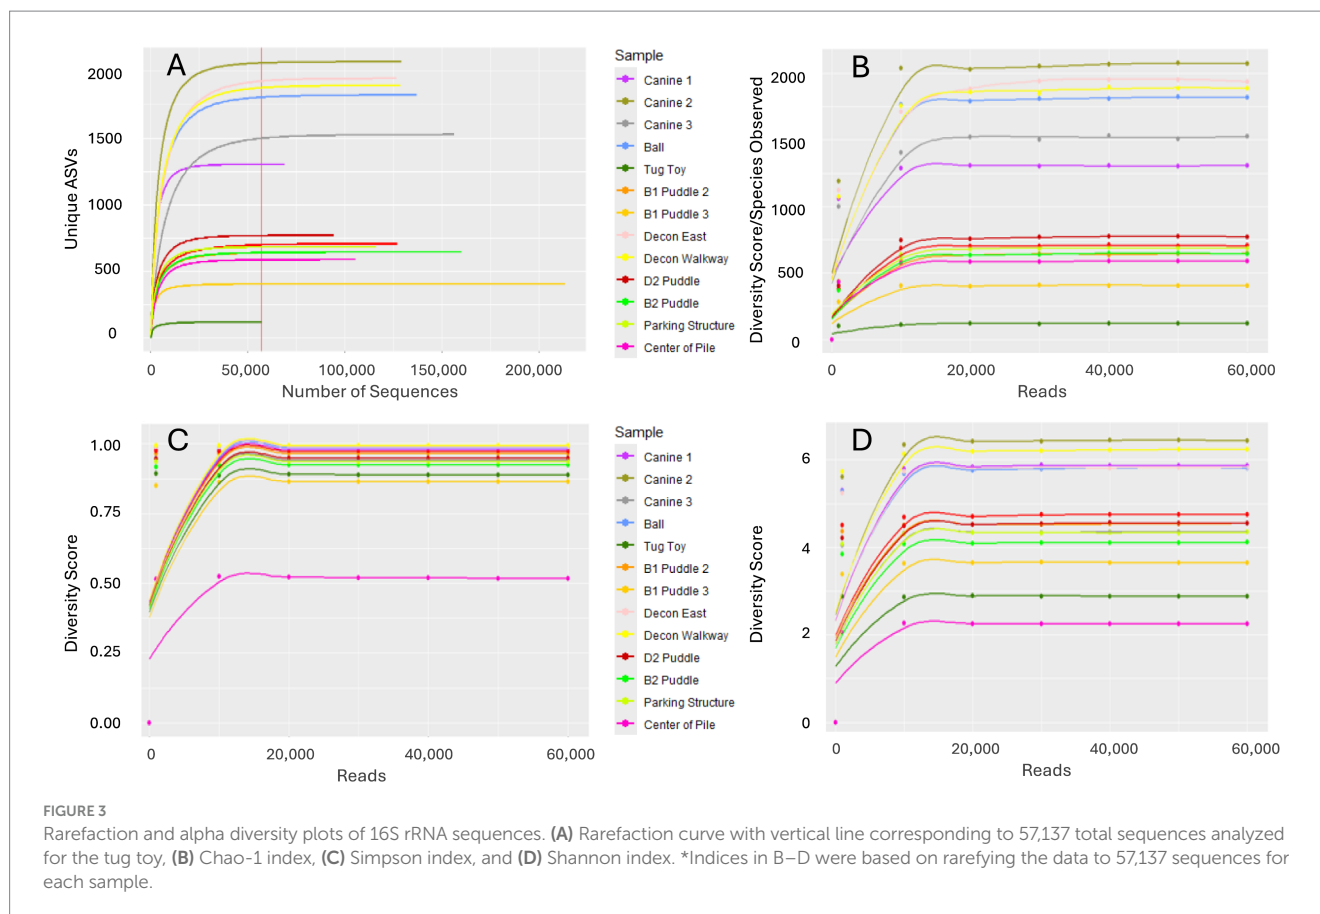 A
Unique ASVs
2000
1500
1000
500
0
0 50,000 100,000 150,000 200,000
Number of Sequences
Sample
Canine 1
Canine 2
Canine 3
Ball
Tug Toy
B1 Puddle 2
B1 Puddle 3
Decon East
Decon Walkway
D2 Puddle
B2 Puddle
Parking Structure
Center of Pile
B
Diversity Score/Species Observed
2000
1500
1000
500
0
0 20,000 40,000 60,000
Reads
C
Diversity Score
1.00
0.75
0.50
0.25
0.00
0 20,000 40,000 60,000
Reads
Sample
Canine 1
Canine 2
Canine 3
Ball
Tug Toy
B1 Puddle 2
B1 Puddle 3
Decon East
Decon Walkway
D2 Puddle
B2 Puddle
Parking Structure
Center of Pile
D
Diversity Score
6
4
2
0
0 20,000 40,000 60,000
Reads
FIGURE 3
Rarefaction and alpha diversity plots of 16S rRNA sequences. (A) Rarefaction curve with vertical line corresponding to 57,137 total sequences analyzed
for the tug toy, (B) Chao-1 index, (C) Simpson index, and (D) Shannon index. *Indices in B–D were based on rarefying the data to 57,137 sequences for
each sample.